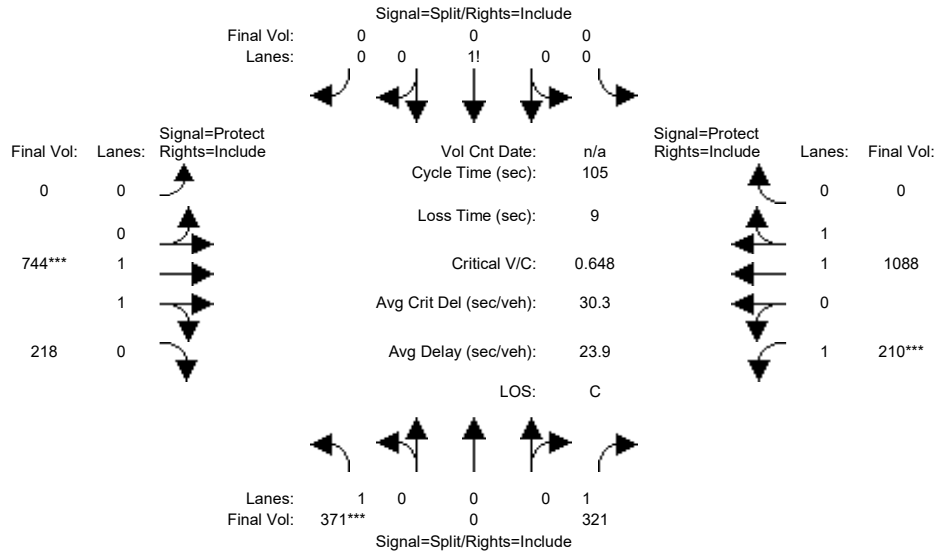 Signal=Split/Rights=Include
Final Vol: 0 0 0
Lanes: 0 0 1! 0 0
Signal=Protect Signal=Protect
Final Vol: Lanes: Rights=Include Vol Cnt Date: n/a Rights=Include Lanes: Final Vol:
Cycle Time (sec): 105
0 0 0 0
Loss Time (sec): 9
0 1
744*** 1 Critical V/C: 0.648 1 1088
1 Avg Crit Del (sec/veh): 30.3 0
218 0 Avg Delay (sec/veh): 23.9 1 210***
LOS: C
Lanes: 1 0 0 0 1
Final Vol: 371*** 0 321
Signal=Split/Rights=Include